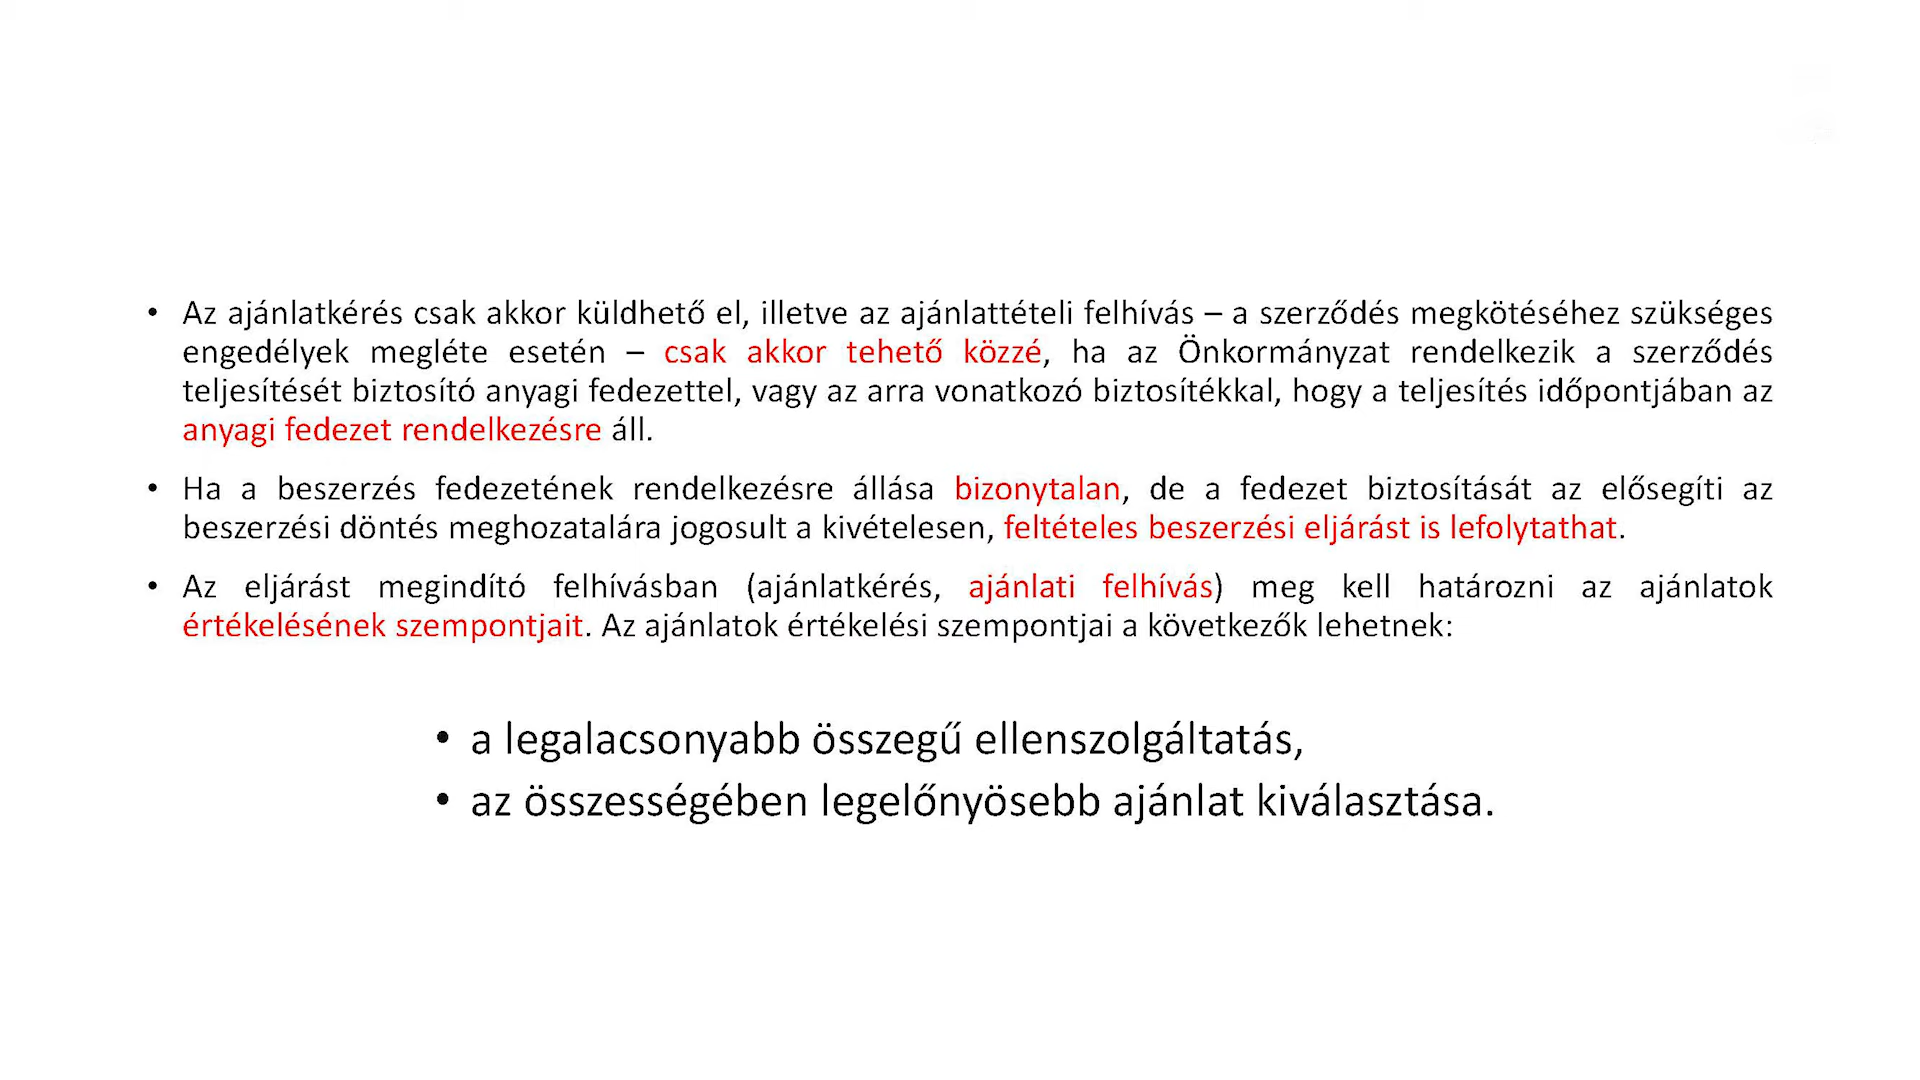 • Az ajánlatkérés csak akkor küldhető el, illetve az ajánlattételi felhívás – a szerződés megkötéséhez szükséges
engedélyek megléte esetén – csak akkor tehető közzé, ha az Önkormányzat rendelkezik a szerződés
teljesítését biztosító anyagi fedezettel, vagy az arra vonatkozó biztosítékkal, hogy a teljesítés időpontjában az
anyagi fedezet rendelkezésre áll.
• Ha a beszerzés fedezetének rendelkezésre állása bizonytalan, de a fedezet biztosítását az elősegíti az
beszerzési döntés meghozatalára jogosult a kivételesen, feltételes beszerzési eljárást is lefolytathat.
• Az eljárást megindító felhívásban (ajánlatkérés, ajánlati felhívás) meg kell határozni az ajánlatok
értékelésének szempontjait. Az ajánlatok értékelési szempontjai a következők lehetnek:
• a legalacsonyabb összegű ellenszolgáltatás,
• az összességében legelőnyösebb ajánlat kiválasztása.